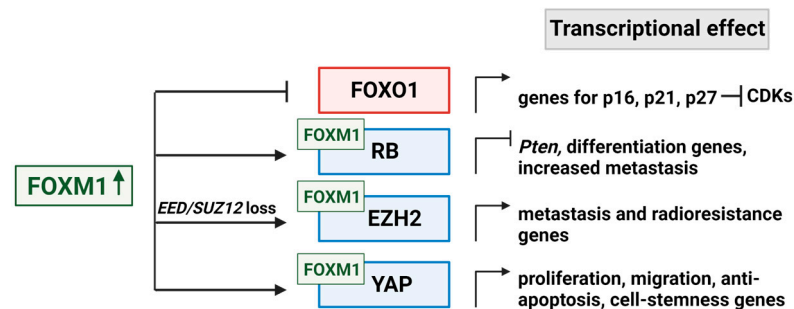 Transcriptional effect
FOXO1
genes for p16, p21, p27 CDKs
FOXM1
RB
Pten, differentiation genes,
increased metastasis
FOXM1
EED/SUZ12 loss
FOXM1
EZH2
metastasis and radioresistance
genes
FOXM1
YAP
proliferation, migration, anti-
apoptosis, cell-stemness genes